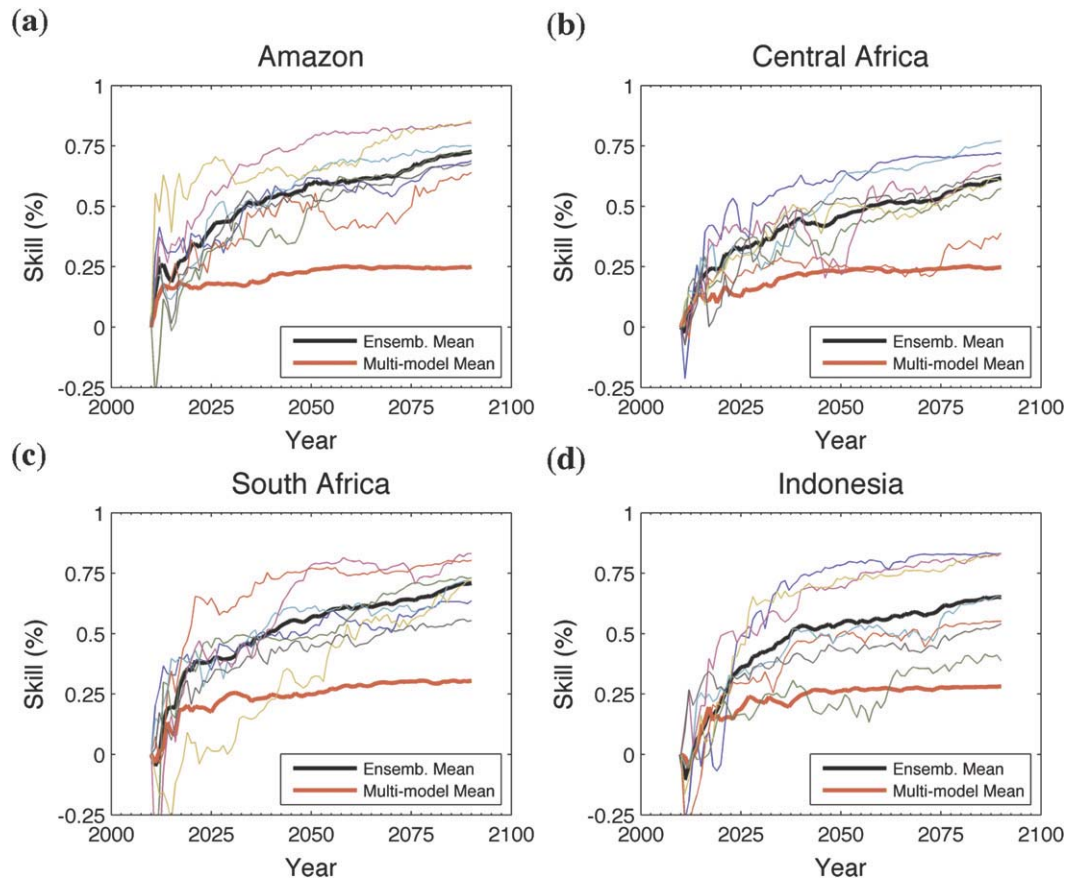 (a)
Amazon
1
0.75
0.5
0.25
0
-0.25
Skill (%)
2000 2025 2050 2075 2100
Year
Ensemb. Mean
Multi-model Mean
(b)
Central Africa
1
0.75
0.5
0.25
0
-0.25
Skill (%)
2000 2025 2050 2075 2100
Year
Ensemb. Mean
Multi-model Mean
(c)
South Africa
1
0.75
0.5
0.25
0
-0.25
Skill (%)
2000 2025 2050 2075 2100
Year
Ensemb. Mean
Multi-model Mean
(d)
Indonesia
1
0.75
0.5
0.25
0
-0.25
Skill (%)
2000 2025 2050 2075 2100
Year
Ensemb. Mean
Multi-model Mean